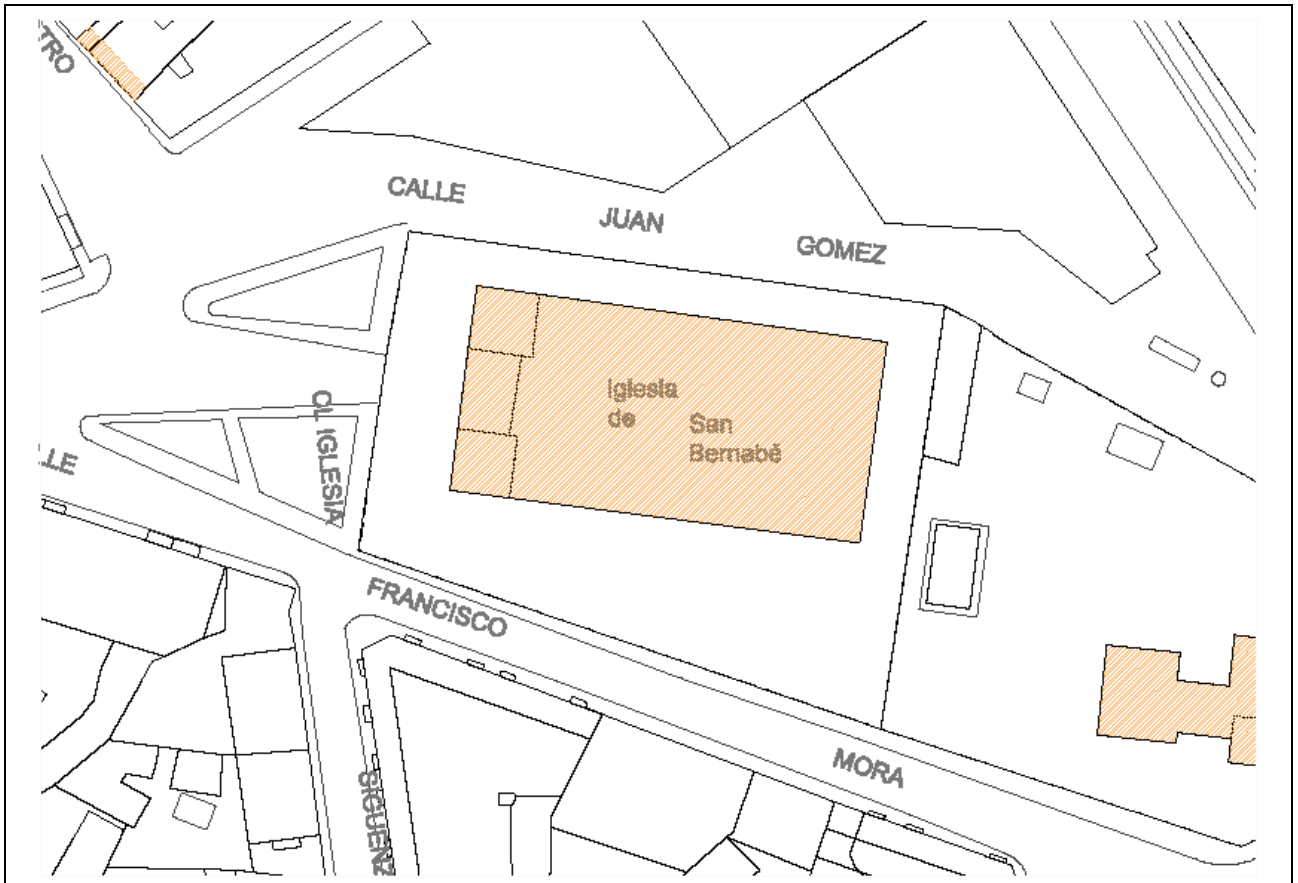 TRO
CALLE JUAN GOMEZ
Iglesia
de San
Bernabé
CL IGLESIA
LLE
FRANCISCO MORA
SIGUENZ